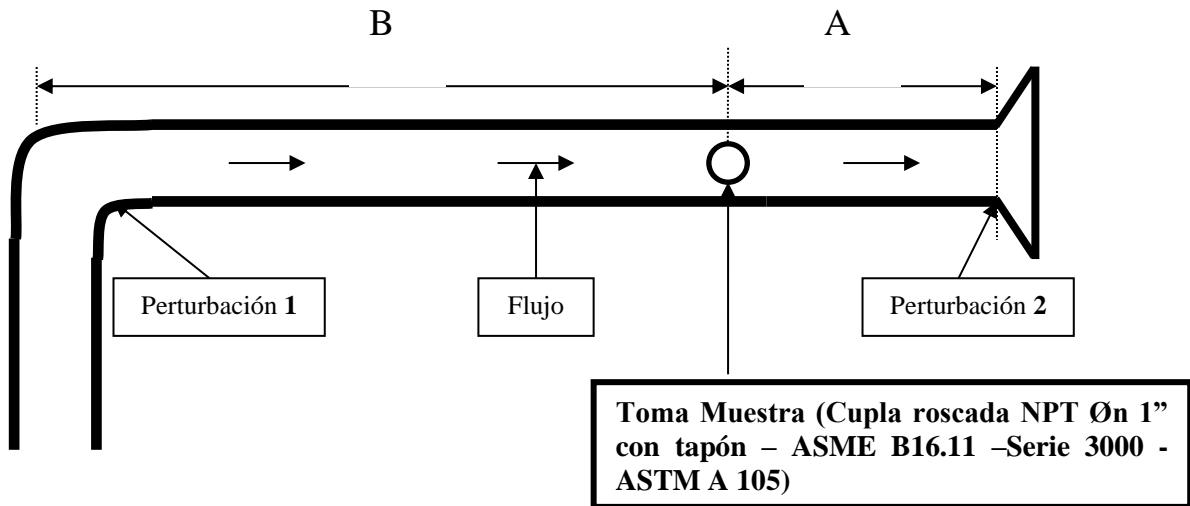 B
A
Perturbación 1
Flujo
Perturbación 2
Toma Muestra (Cupla roscada NPT Øn 1”
con tapón – ASME B16.11 –Serie 3000 -
ASTM A 105)